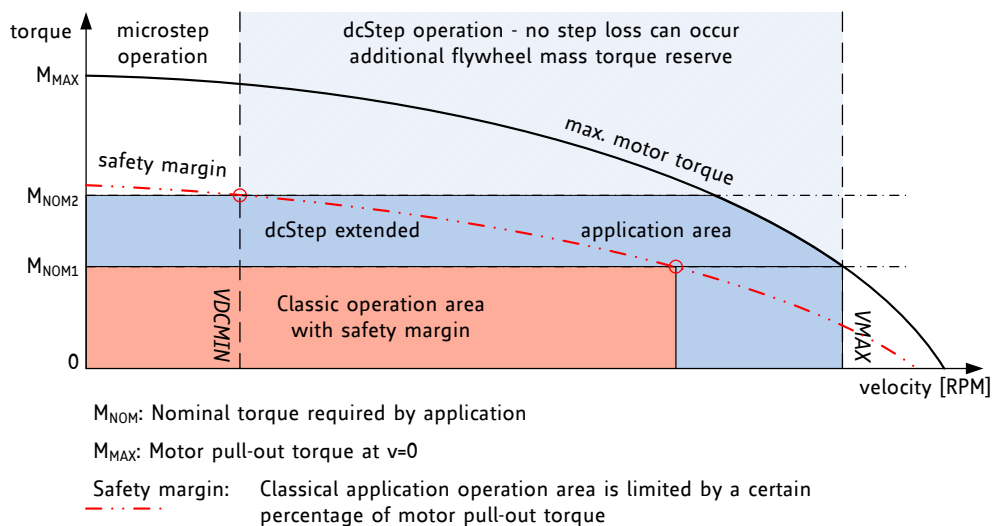 torque
microstep
operation
dcStep operation - no step loss can occur
additional flywheel mass torque reserve
MMAX
max. motor torque
safety margin
MNOM2
dcStep extended
application area
MNOM1
Classic operation area
with safety margin
VDCMIN
VMAX
0
velocity [RPM]
MNOM: Nominal torque required by application
MMAX: Motor pull-out torque at v=0
Safety margin: Classical application operation area is limited by a certain
percentage of motor pull-out torque